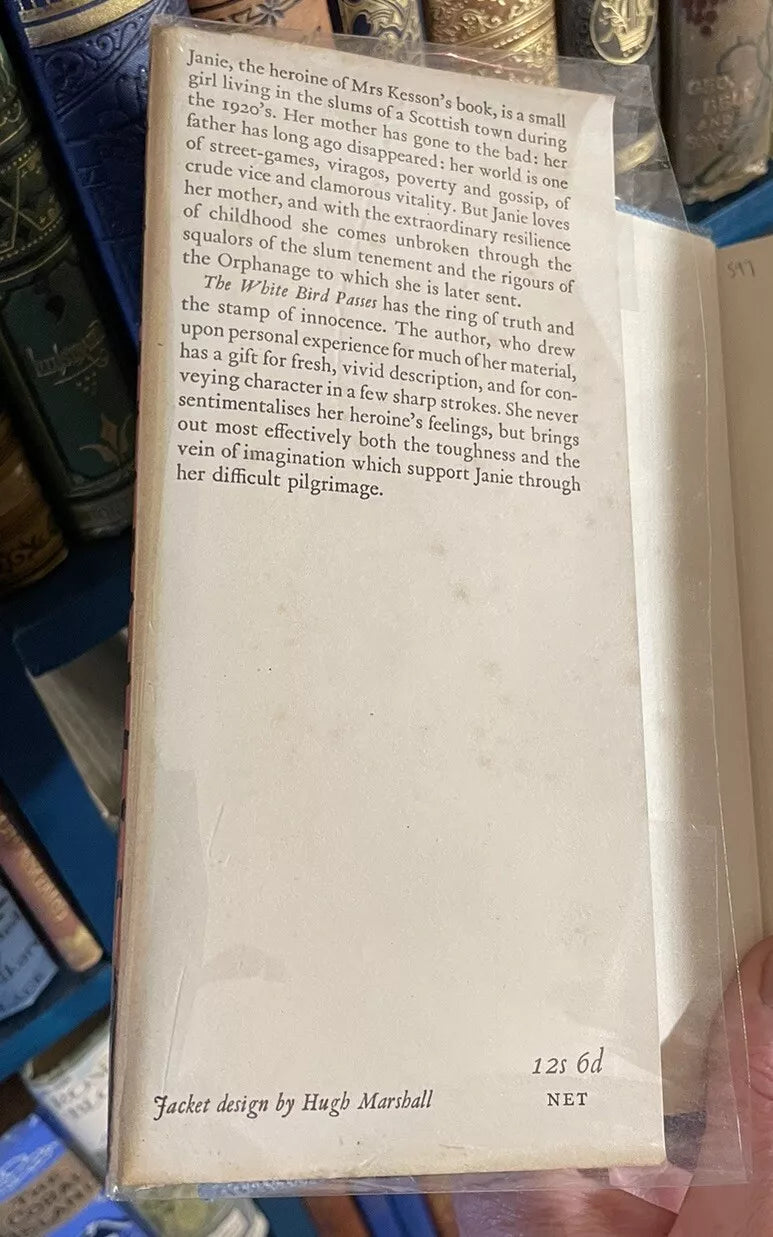 Janie, the heroine of Mrs Kesson's book, is a small
girl living in the slums of a Scottish town during
the 1920's. Her mother has gone to the bad: her
father has long ago disappeared: her world is one
of street-games, viragos, poverty and gossip, of
crude vice and clamorous vitality. But Janie loves
her mother, and with the extraordinary resilience
of childhood she comes unbroken through the
squalors of the slum tenement and the rigours of
the Orphanage to which she is later sent.
The White Bird Passes has the ring of truth and
the stamp of innocence. The author, who drew
upon personal experience for much of her material,
has a gift for fresh, vivid description, and for con-
veying character in a few sharp strokes. She never
sentimentalises her heroine's feelings, but brings
out most effectively both the toughness and the
vein of imagination which support Janie through
her difficult pilgrimage.
12s 6d
Jacket design by Hugh Marshall
NET
THE
CORAL
ISLAND